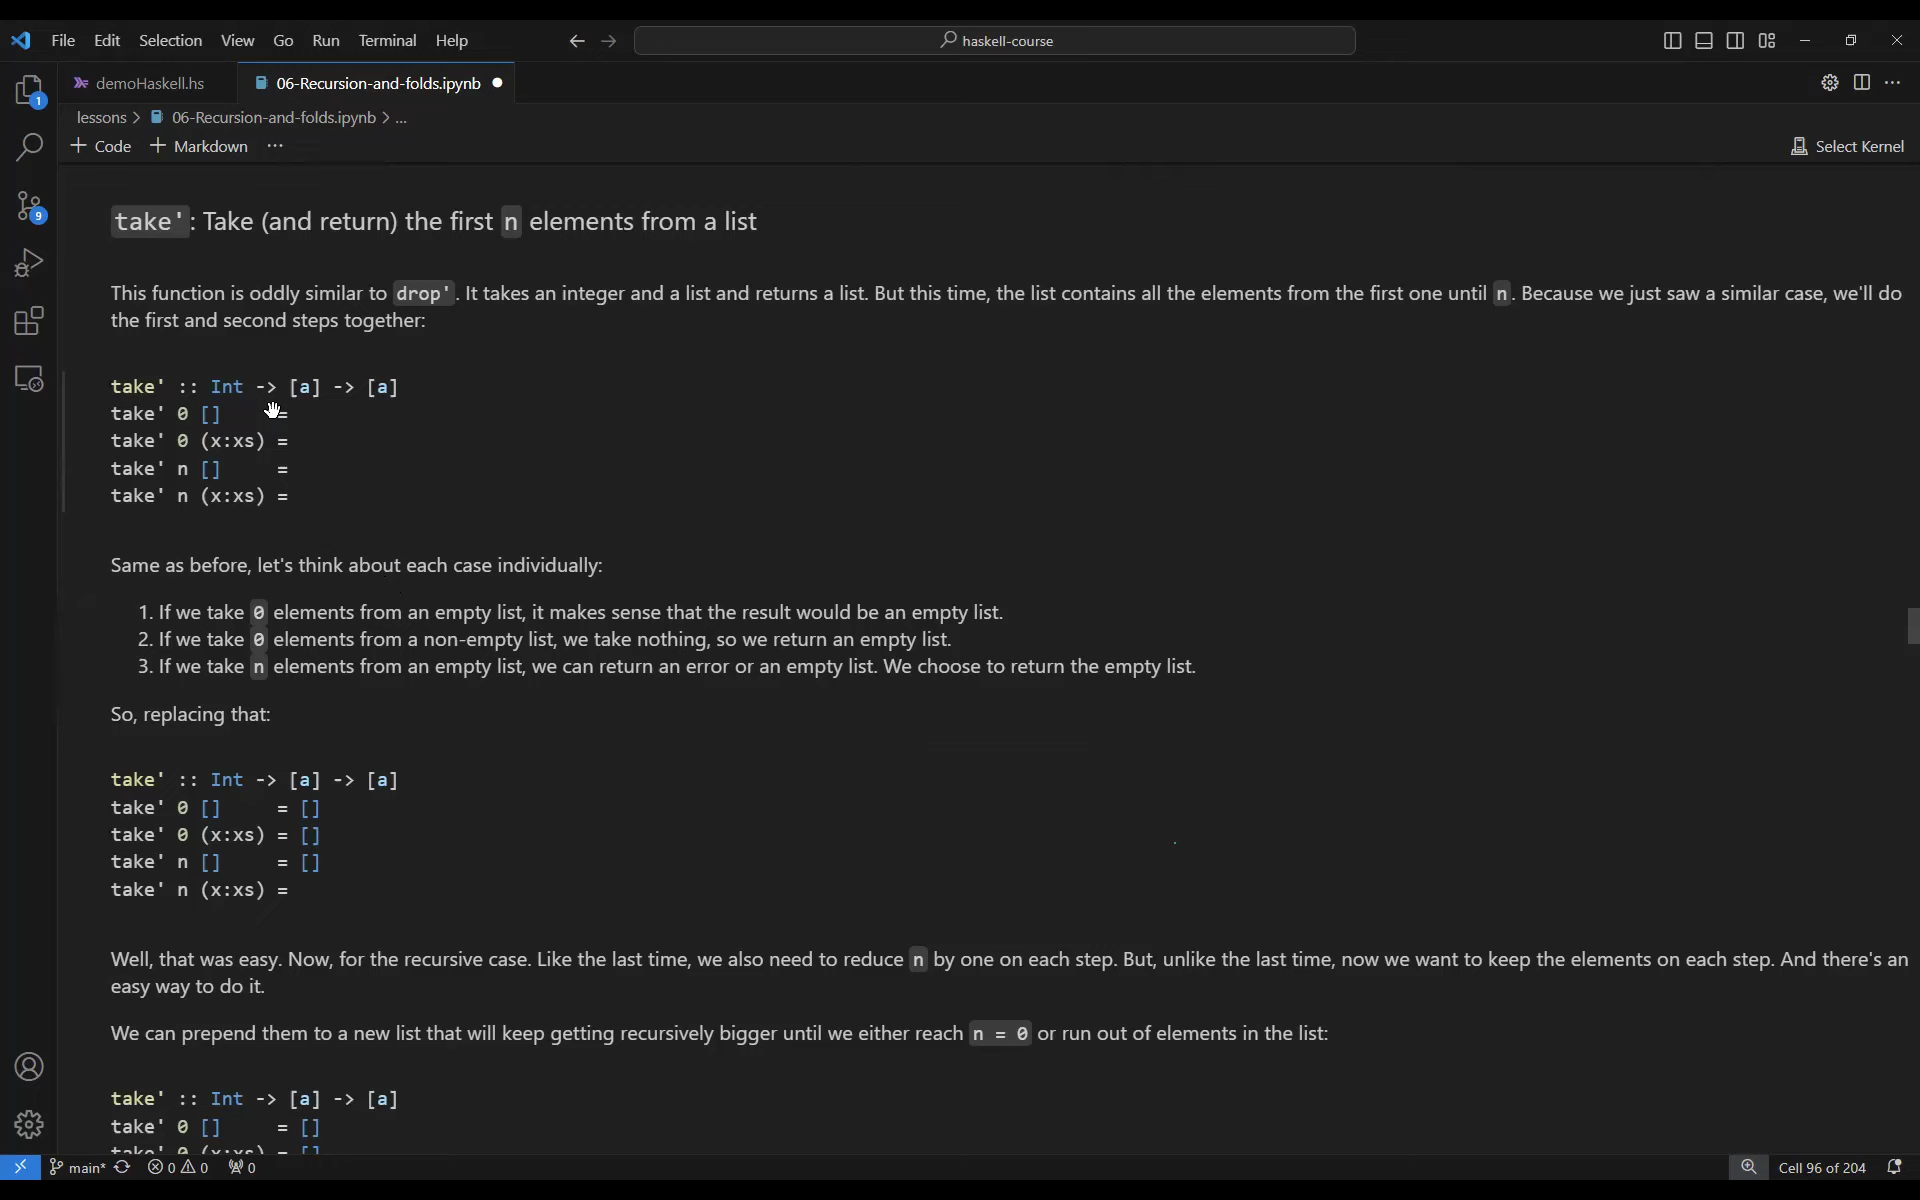 File Edit Selection View Go Run Terminal Help haskell-course
demoHaskell.hs 06-Recursion-and-folds.ipynb
lessons > 06-Recursion-and-folds.ipynb > ...
+ Code + Markdown ... Select Kernel
1
9
take': Take (and return) the first n elements from a list
This function is oddly similar to drop'. It takes an integer and a list and returns a list. But this time, the list contains all the elements from the first one until n. Because we just saw a similar case, we'll do
the first and second steps together:
take' :: Int -> [a] -> [a]
take' 0 []     =
take' 0 (x:xs) =
take' n []     =
take' n (x:xs) =
Same as before, let's think about each case individually:
1. If we take 0 elements from an empty list, it makes sense that the result would be an empty list.
2. If we take 0 elements from a non-empty list, we take nothing, so we return an empty list.
3. If we take n elements from an empty list, we can return an error or an empty list. We choose to return the empty list.
So, replacing that:
take' :: Int -> [a] -> [a]
take' 0 []     = []
take' 0 (x:xs) = []
take' n []     = []
take' n (x:xs) =
Well, that was easy. Now, for the recursive case. Like the last time, we also need to reduce n by one on each step. But, unlike the last time, now we want to keep the elements on each step. And there's an
easy way to do it.
We can prepend them to a new list that will keep getting recursively bigger until we either reach n = 0 or run out of elements in the list:
take' :: Int -> [a] -> [a]
take' 0 []     = []
take' 0 (x:xs) = []
main* 0 0 0 Cell 96 of 204